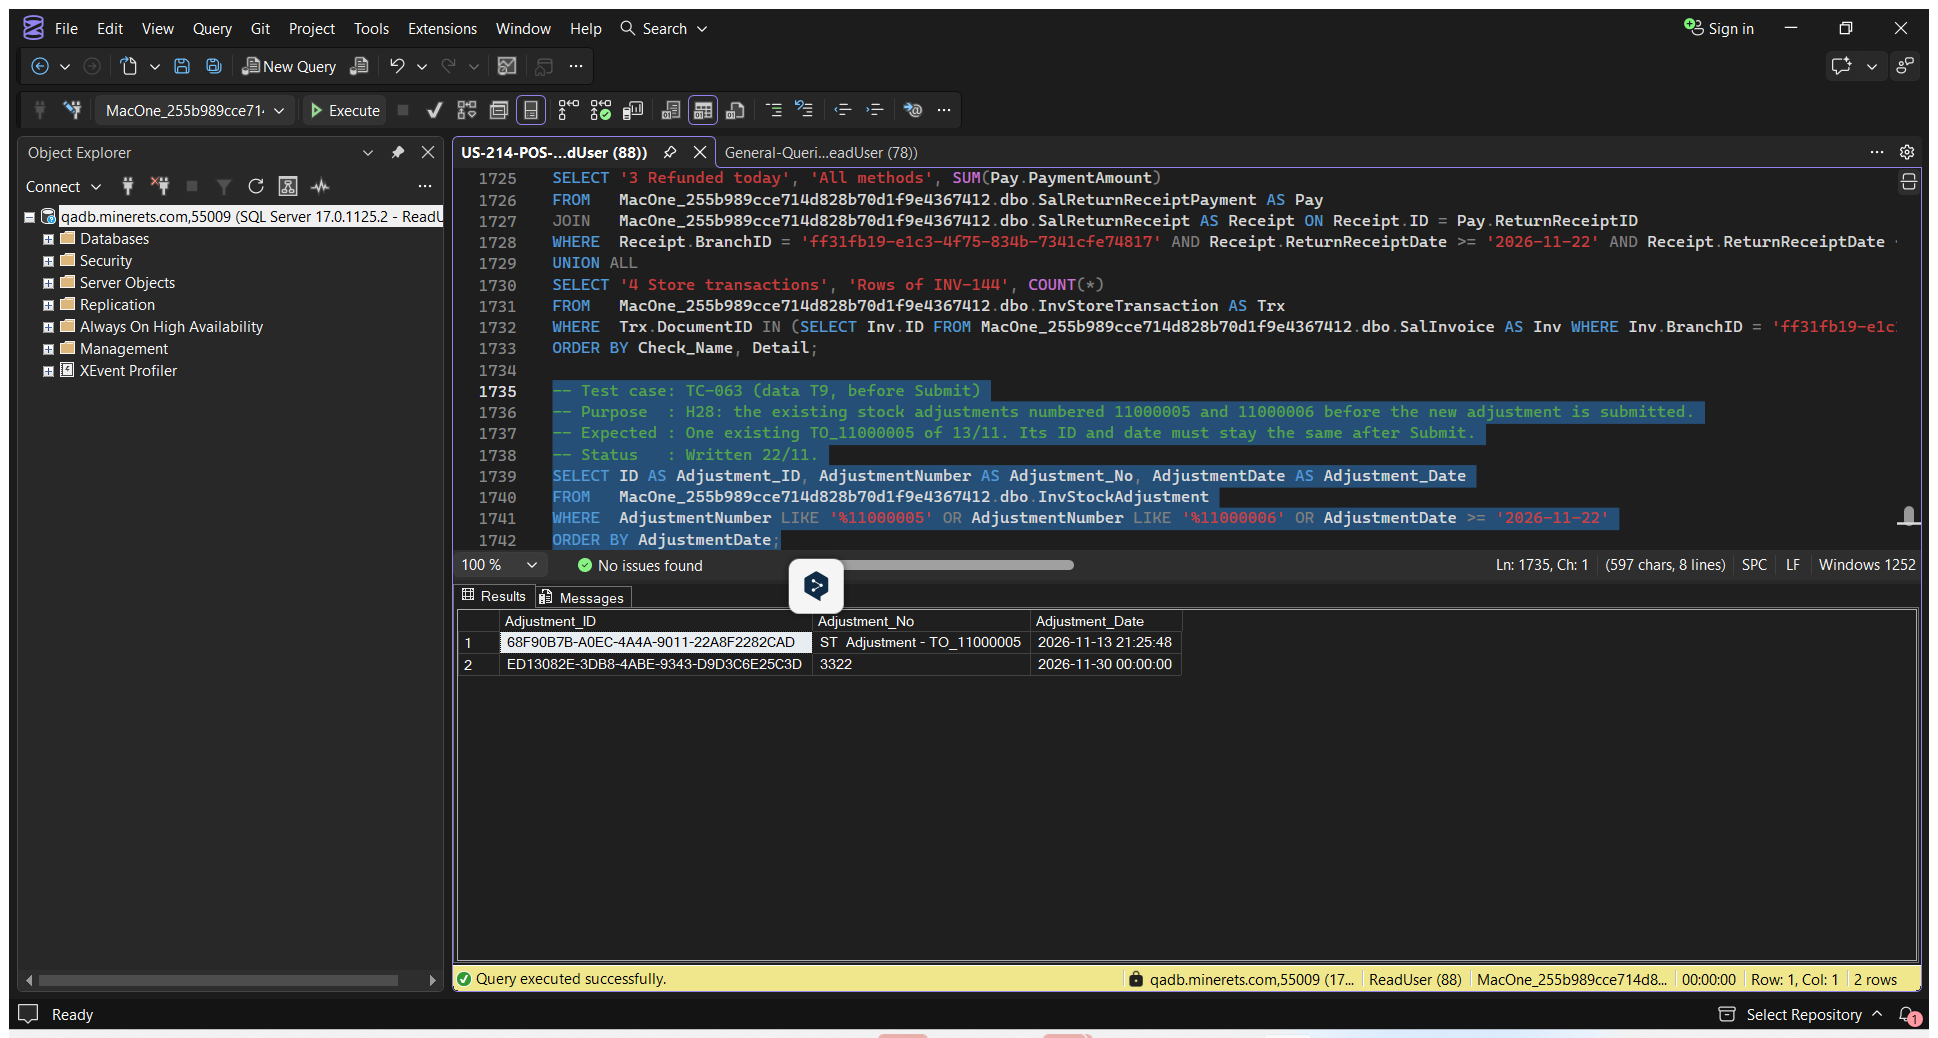 File Edit View Query Git Project Tools Extensions Window Help Search Sign in
New Query
MacOne_255b989cce714 Execute
Object Explorer
Connect
qadb.minerets.com,55009 (SQL Server 17.0.1125.2 - ReadU
Databases
Security
Server Objects
Replication
Always On High Availability
Management
XEvent Profiler
US-214-POS-...dUser (88)) General-Queri...eadUser (78))
1725 SELECT '3 Refunded today', 'All methods', SUM(Pay.PaymentAmount)
1726 FROM MacOne_255b989cce714d828b70d1f9e4367412.dbo.SalReturnReceiptPayment AS Pay
1727 JOIN MacOne_255b989cce714d828b70d1f9e4367412.dbo.SalReturnReceipt AS Receipt ON Receipt.ID = Pay.ReturnReceiptID
1728 WHERE Receipt.BranchID = 'ff31fb19-e1c3-4f75-834b-7341cfe74817' AND Receipt.ReturnReceiptDate >= '2026-11-22' AND Receipt.ReturnReceiptDate
1729 UNION ALL
1730 SELECT '4 Store transactions', 'Rows of INV-144', COUNT(*)
1731 FROM MacOne_255b989cce714d828b70d1f9e4367412.dbo.InvStoreTransaction AS Trx
1732 WHERE Trx.DocumentID IN (SELECT Inv.ID FROM MacOne_255b989cce714d828b70d1f9e4367412.dbo.SalInvoice AS Inv WHERE Inv.BranchID = 'ff31fb19-e1c
1733 ORDER BY Check_Name, Detail;
1734
1735 -- Test case: TC-063 (data T9, before Submit)
1736 -- Purpose : H28: the existing stock adjustments numbered 11000005 and 11000006 before the new adjustment is submitted.
1737 -- Expected : One existing TO_11000005 of 13/11. Its ID and date must stay the same after Submit.
1738 -- Status : Written 22/11.
1739 SELECT ID AS Adjustment_ID, AdjustmentNumber AS Adjustment_No, AdjustmentDate AS Adjustment_Date
1740 FROM MacOne_255b989cce714d828b70d1f9e4367412.dbo.InvStockAdjustment
1741 WHERE AdjustmentNumber LIKE '%11000005' OR AdjustmentNumber LIKE '%11000006' OR AdjustmentDate >= '2026-11-22'
1742 ORDER BY AdjustmentDate;
100 % No issues found Ln: 1735, Ch: 1 (597 chars, 8 lines) SPC LF Windows 1252
Results Messages
Adjustment_ID Adjustment_No Adjustment_Date
1 68F90B7B-A0EC-4A4A-9011-22A8F2282CAD ST Adjustment - TO_11000005 2026-11-13 21:25:48
2 ED13082E-3DB8-4ABE-9343-D9D3C6E25C3D 3322 2026-11-30 00:00:00
Query executed successfully. qadb.minerets.com,55009 (17... ReadUser (88) MacOne_255b989cce714d8... 00:00:00 Row: 1, Col: 1 2 rows
Ready Select Repository 1